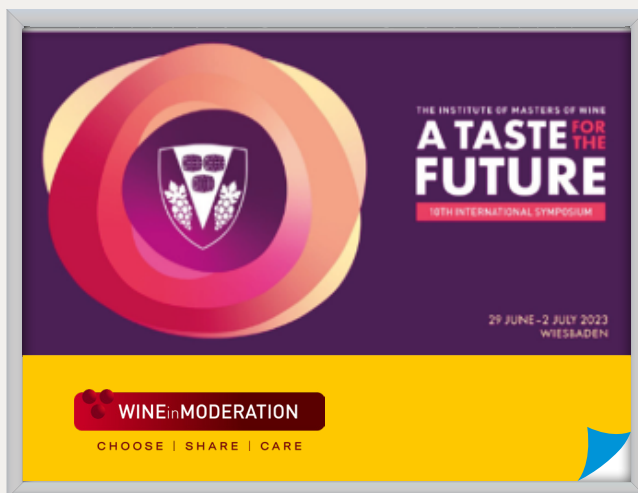 THE INSTITUTE OF MASTERS OF WINE
A TASTE FOR THE
FUTURE
10TH INTERNATIONAL SYMPOSIUM
29 JUNE–2 JULY 2023
WIESBADEN
WINEinMODERATION
CHOOSE | SHARE | CARE